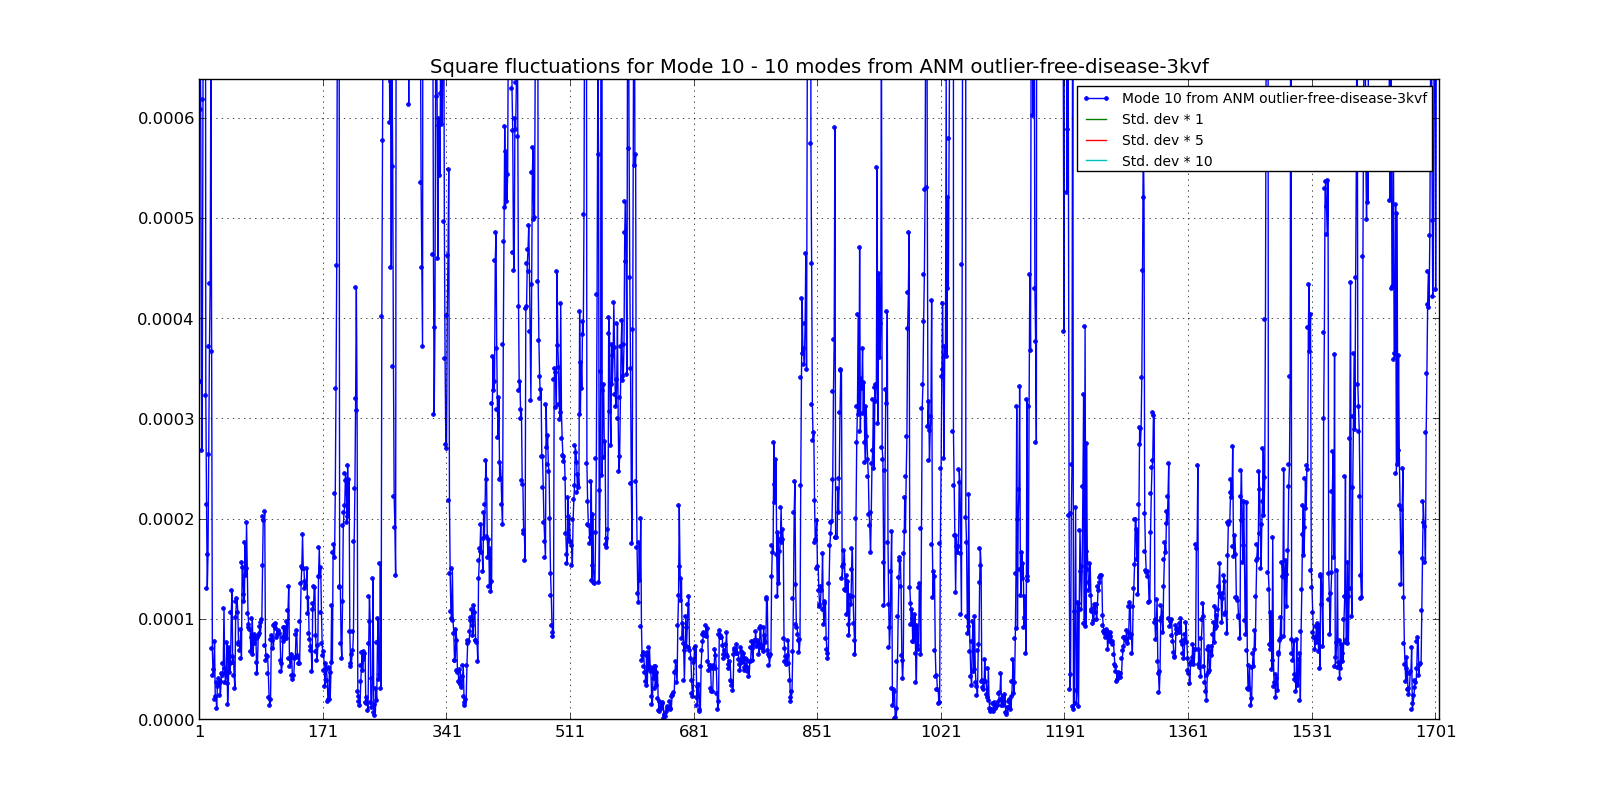 Square fluctuations for Mode 10 - 10 modes from ANM outlier-free-disease-3kvf
Mode 10 from ANM outlier-free-disease-3kvf
Std. dev * 1
Std. dev * 5
Std. dev * 10
0.0006
0.0005
0.0004
0.0003
0.0002
0.0001
0.0000
1 171 341 511 681 851 1021 1191 1361 1531 1701